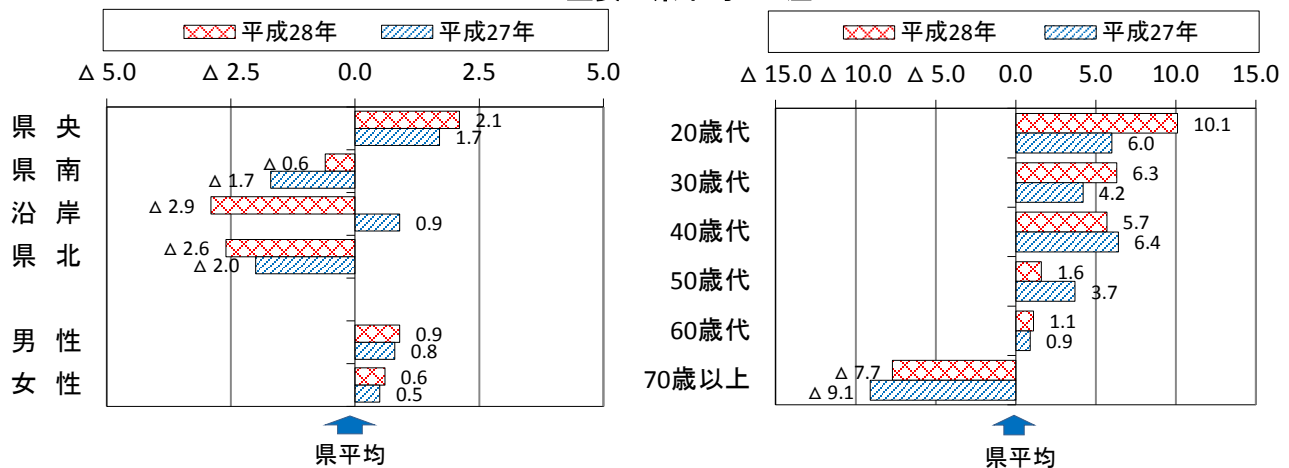 平成28年 平成27年
△ 5.0 △ 2.5 0.0 2.5 5.0
県 央 2.1
1.7
県 南 △ 0.6
△ 1.7
沿 岸 △ 2.9
0.9
県 北 △ 2.6
△ 2.0
男 性 0.9
0.8
女 性 0.6
0.5
県平均
平成28年 平成27年
△ 15.0 △ 10.0 △ 5.0 0.0 5.0 10.0 15.0
20歳代 10.1
6.0
30歳代 6.3
4.2
40歳代 5.7
6.4
50歳代 1.6
3.7
60歳代 1.1
0.9
70歳以上 △ 7.7
△ 9.1
県平均